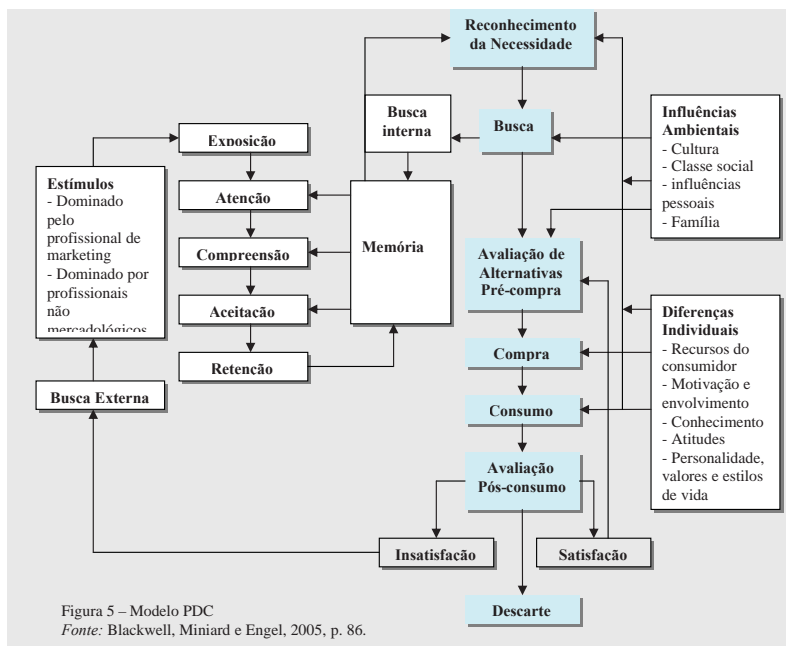 Reconhecimento
da Necessidade
Busca
interna
Busca
Influências
Ambientais
- Cultura
- Classe social
- influências
pessoais
- Família
Exposição
Estímulos
- Dominado
pelo
profissional de
marketing
- Dominado por
profissionais
não
mercadológicos
Atenção
Compreensão
Memória
Aceitação
Retenção
Avaliação de
Alternativas
Pré-compra
Diferenças
Individuais
- Recursos do
consumidor
- Motivação e
envolvimento
- Conhecimento
- Atitudes
- Personalidade,
valores e estilos
de vida
Compra
Busca Externa
Consumo
Avaliação
Pós-consumo
Insatisfação
Satisfação
Descarte
Figura 5 – Modelo PDC
Fonte: Blackwell, Miniard e Engel, 2005, p. 86.